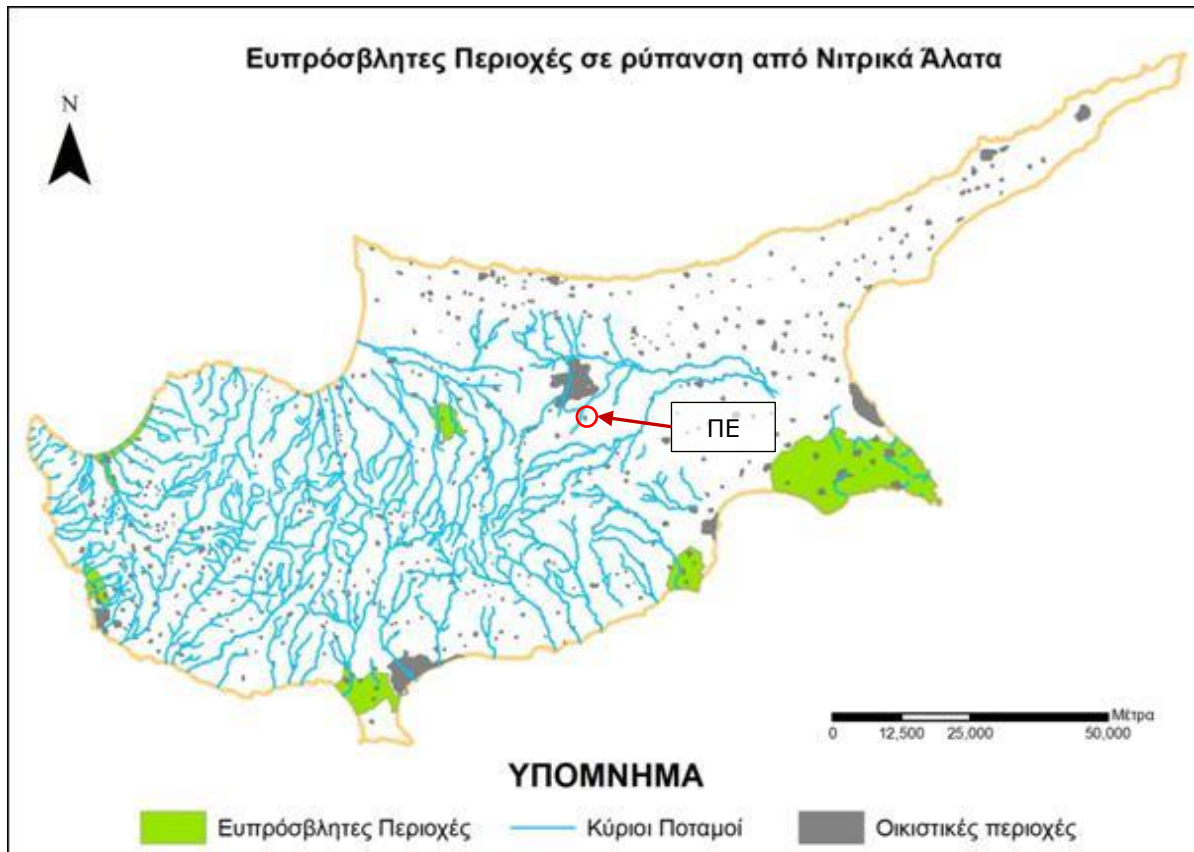 Ευπρόσβλητες Περιοχές σε ρύπανση από Νιτρικά Άλατα
N
ΠΕ
Μέτρα
0 12,500 25,000 50,000
ΥΠΟΜΝΗΜΑ
Ευπρόσβλητες Περιοχές Κύριοι Ποταμοί Οικιστικές περιοχές